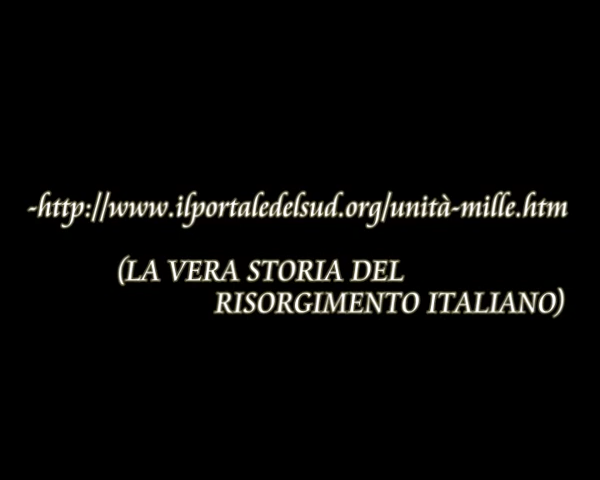 -http://www.ilportaledelsud.org/unità-mille.htm
(LA VERA STORIA DEL
RISORGIMENTO ITALIANO)